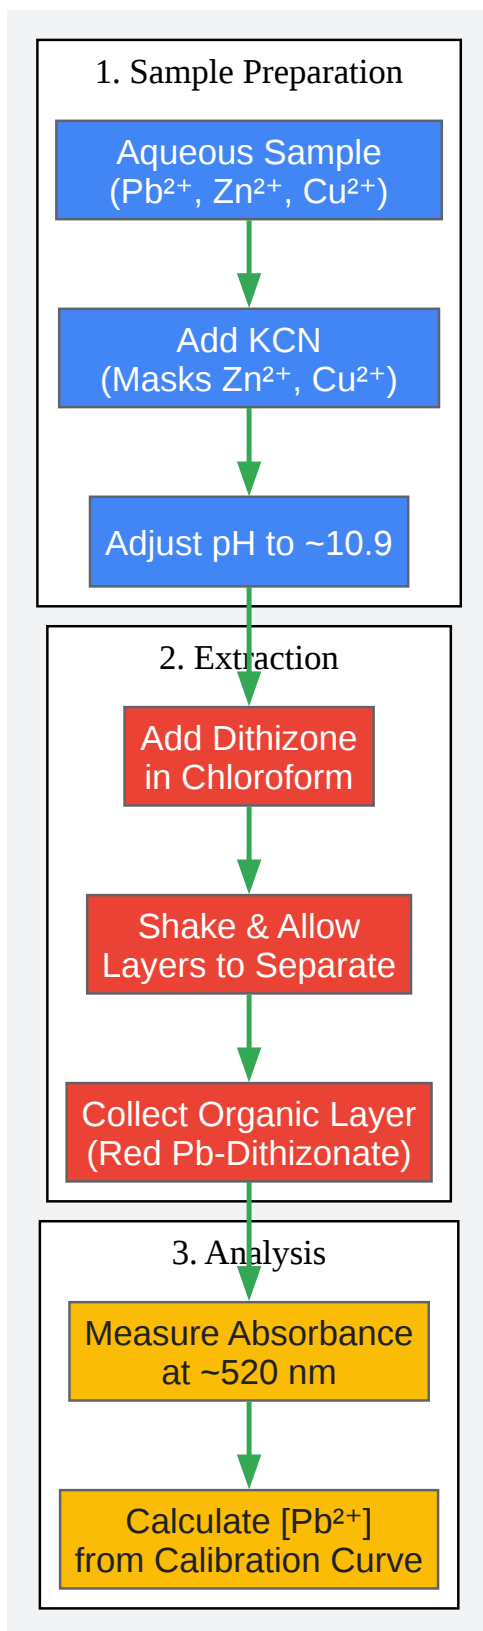 1. Sample Preparation
Aqueous Sample
(Pb²⁺, Zn²⁺, Cu²⁺)
Add KCN
(Masks Zn²⁺, Cu²⁺)
Adjust pH to ~10.9
2. Extraction
Add Dithizone
in Chloroform
Shake & Allow
Layers to Separate
Collect Organic Layer
(Red Pb-Dithizonate)
3. Analysis
Measure Absorbance
at ~520 nm
Calculate [Pb²⁺]
from Calibration Curve